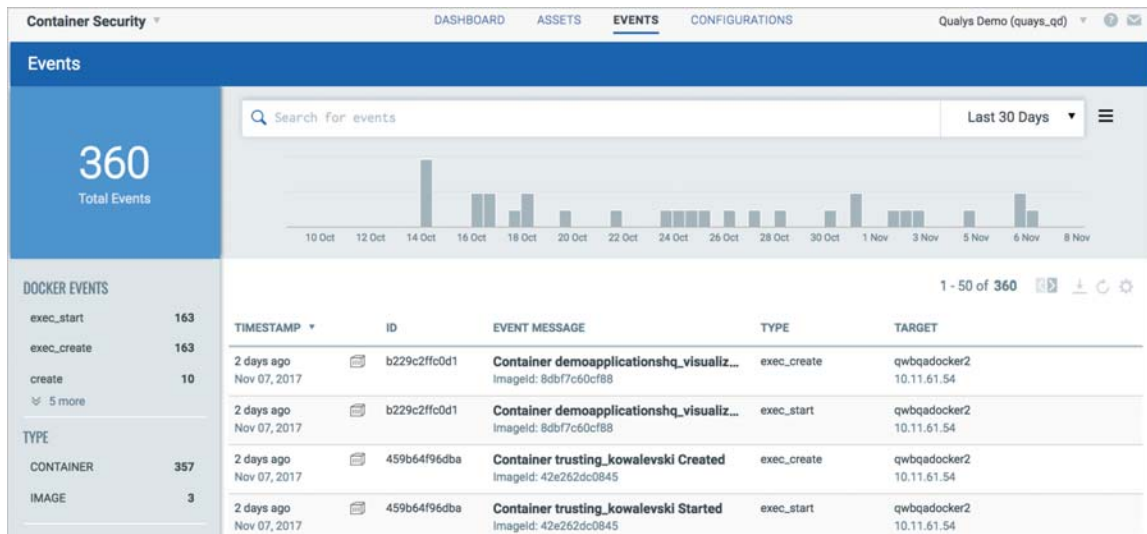 Container Security
DASHBOARD ASSETS EVENTS CONFIGURATIONS
Qualys Demo (quays_qd)
Events
360
Total Events
Search for events
Last 30 Days
10 Oct 12 Oct 14 Oct 16 Oct 18 Oct 20 Oct 22 Oct 24 Oct 26 Oct 28 Oct 30 Oct 1 Nov 3 Nov 5 Nov 6 Nov 8 Nov
DOCKER EVENTS
exec_start 163
exec_create 163
create 10
5 more
TYPE
CONTAINER 357
IMAGE 3
1 - 50 of 360
TIMESTAMP ID EVENT MESSAGE TYPE TARGET
2 days ago b229c2ffc0d1 Container demoapplicationshq_visualiz... exec_create qwbqadocker2
Nov 07, 2017 ImageId: 8dbf7c60cf88 10.11.61.54
2 days ago b229c2ffc0d1 Container demoapplicationshq_visualiz... exec_start qwbqadocker2
Nov 07, 2017 ImageId: 8dbf7c60cf88 10.11.61.54
2 days ago 459b64f96dba Container trusting_kowalevski Created exec_create qwbqadocker2
Nov 07, 2017 ImageId: 42e262dc0845 10.11.61.54
2 days ago 459b64f96dba Container trusting_kowalevski Started exec_start qwbqadocker2
Nov 07, 2017 ImageId: 42e262dc0845 10.11.61.54